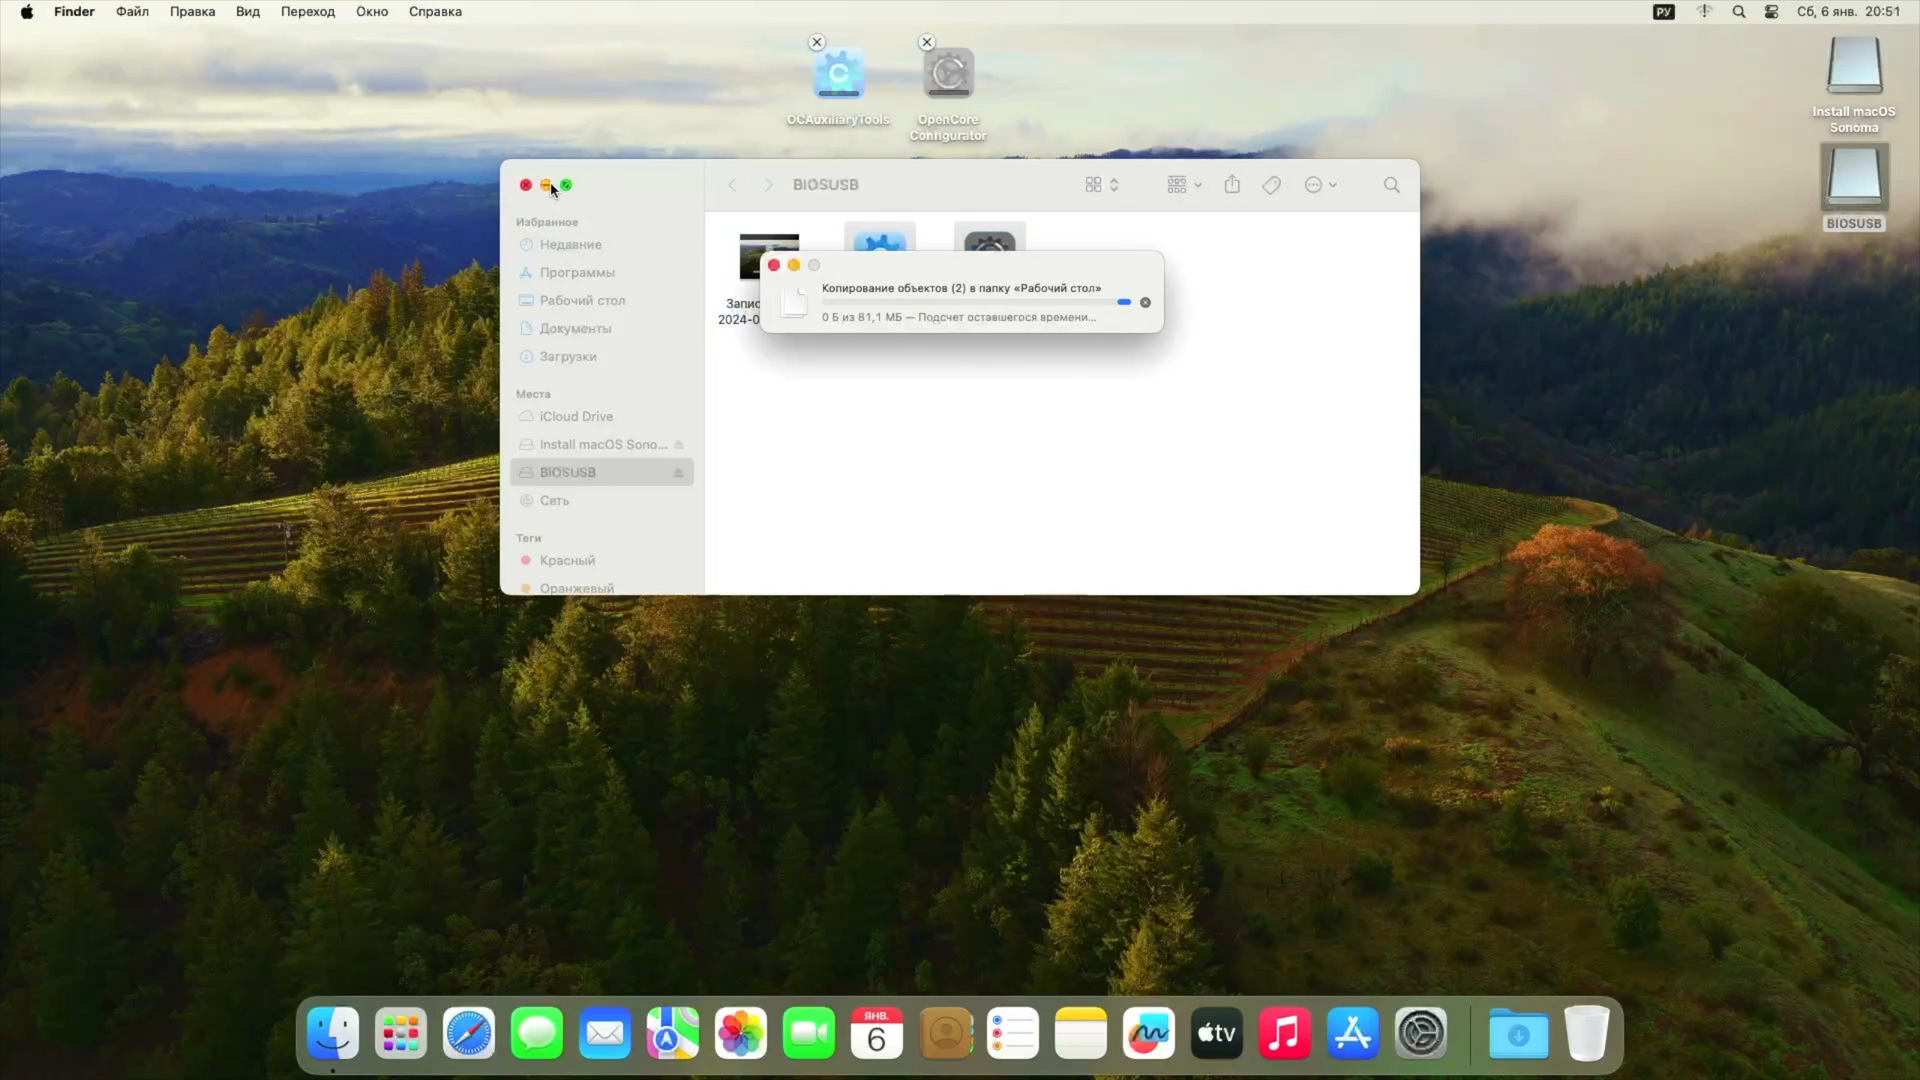 Finder Файл Правка Вид Переход Окно Справка
РУ Сб, 6 янв. 20:51
OCAuxiliaryTools
OpenCore
Configurator
Install macOS
Sonoma
BIOSUSB
BIOSUSB
Избранное
Недавние
Программы
Рабочий стол
Документы
Загрузки
Места
iCloud Drive
Install macOS Sono...
BIOSUSB
Сеть
Теги
Красный
Оранжевый
Запис
2024-0
Копирование объектов (2) в папку «Рабочий стол»
0 Б из 81,1 МБ — Подсчет оставшегося времени...
ЯНВ.
6
tv